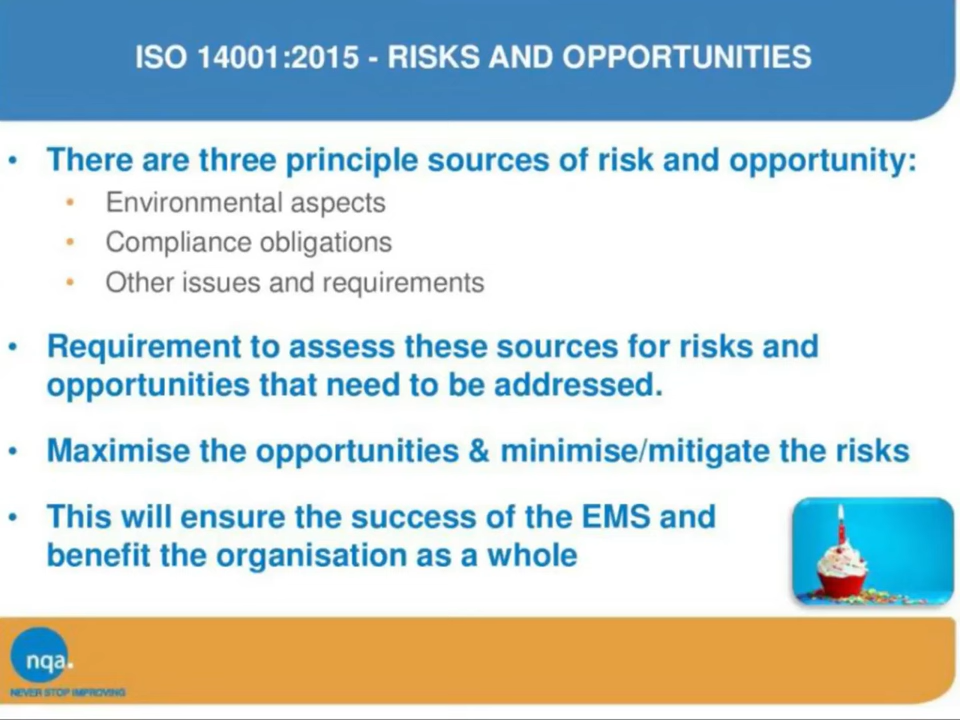 ISO 14001:2015 - RISKS AND OPPORTUNITIES
• There are three principle sources of risk and opportunity:
• Environmental aspects
• Compliance obligations
• Other issues and requirements
• Requirement to assess these sources for risks and
opportunities that need to be addressed.
• Maximise the opportunities & minimise/mitigate the risks
• This will ensure the success of the EMS and
benefit the organisation as a whole
nqa.
NEVER STOP IMPROVING